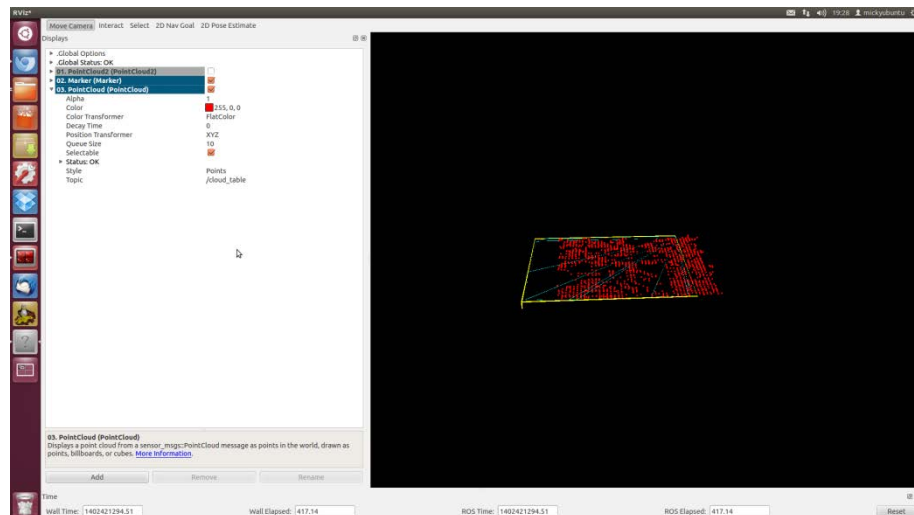 RViz*
19:28 mickyubuntu
Move Camera Interact Select 2D Nav Goal 2D Pose Estimate
Displays
.Global Options
.Global Status: OK
01. PointCloud2 (PointCloud2)
02. Marker (Marker)
03. PointCloud (PointCloud)
Alpha 1
Color 255, 0, 0
Color Transformer FlatColor
Decay Time 0
Position Transformer XYZ
Queue Size 10
Selectable
Status: OK
Style Points
Topic /cloud_table
03. PointCloud (PointCloud)
Displays a point cloud from a sensor_msgs::PointCloud message as points in the world, drawn as
points, billboards, or cubes. More Information.
Add Remove Rename
Time
Wall Time: 1402421294.51 Wall Elapsed: 417.14 ROS Time: 1402421294.51 ROS Elapsed: 417.14 Reset